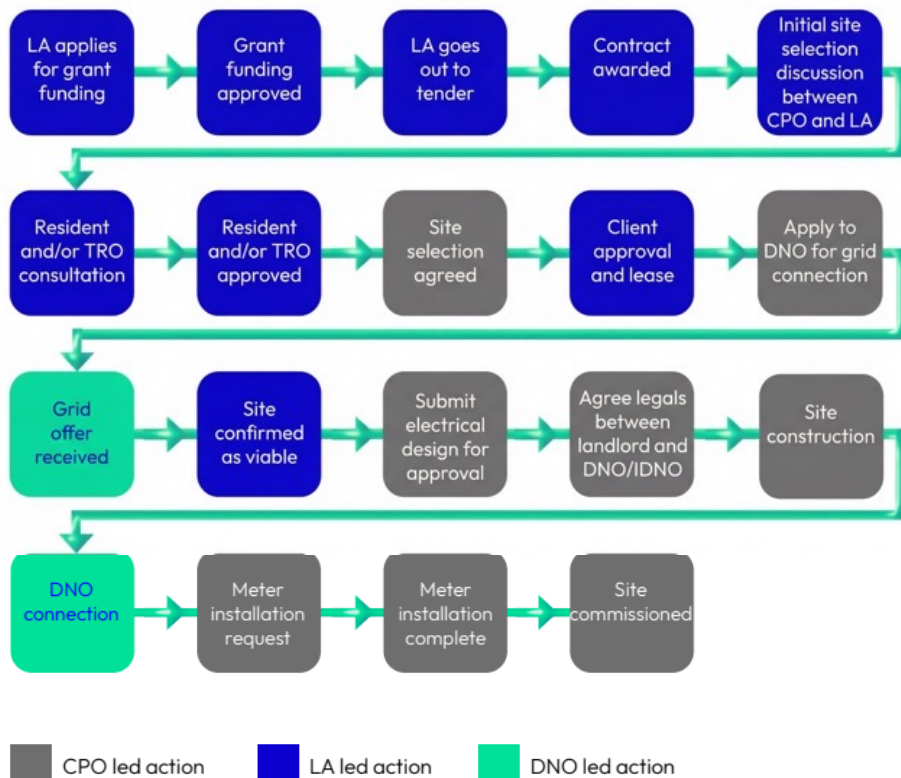 LA applies
for grant
funding
Grant
funding
approved
LA goes
out to
tender
Contract
awarded
Initial site
selection
discussion
between
CPO and LA
Resident
and/or TRO
consultation
Resident
and/or TRO
approved
Site
selection
agreed
Client
approval
and lease
Apply to
DNO for grid
connection
Grid
offer
received
Site
confirmed
as viable
Submit
electrical
design for
approval
Agree legals
between
landlord and
DNO/IDNO
Site
construction
DNO
connection
Meter
installation
request
Meter
installation
complete
Site
commissioned
CPO led action
LA led action
DNO led action